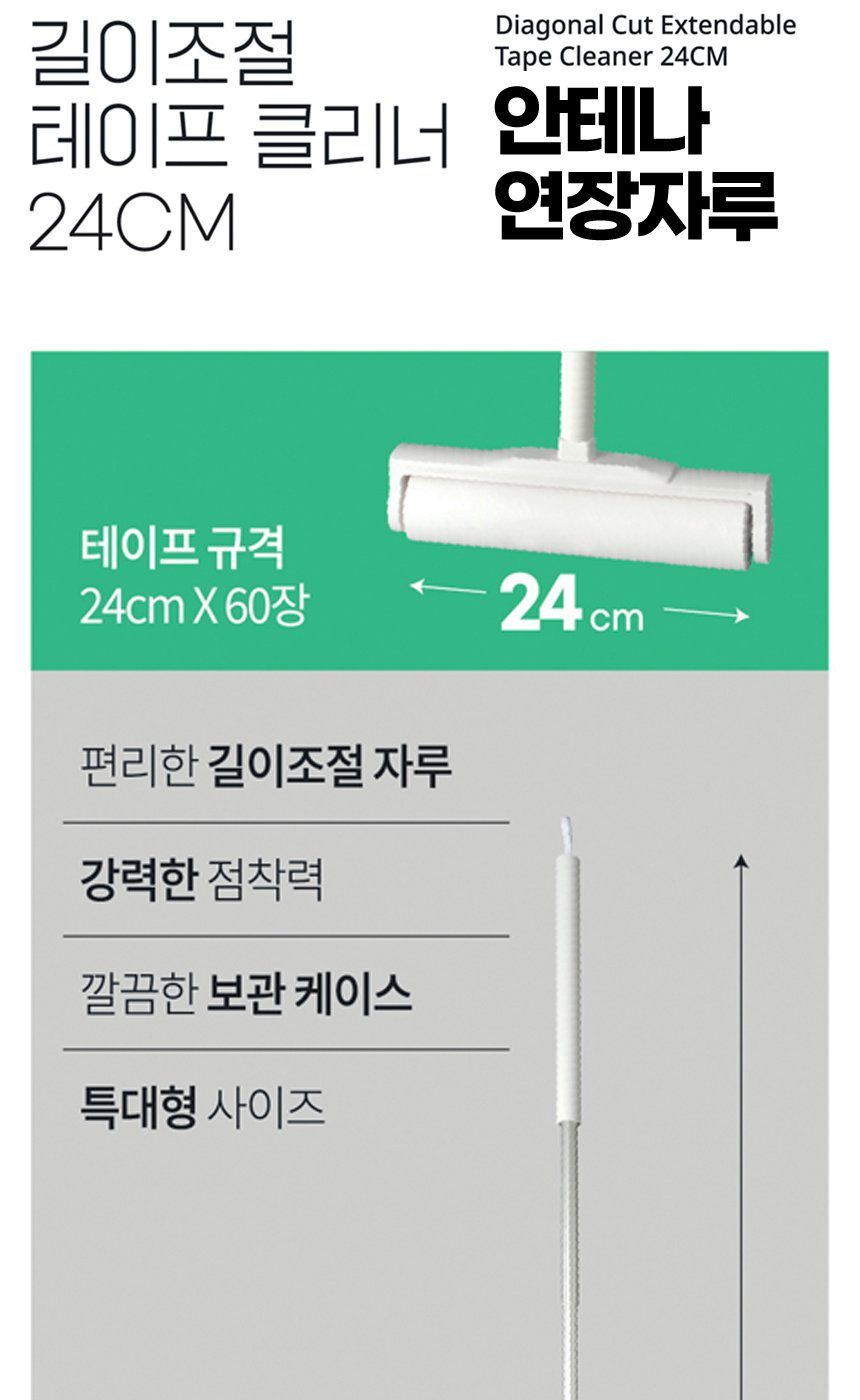 길이조절
테이프 클리너
24CM
Diagonal Cut Extendable
Tape Cleaner 24CM
안테나
연장자루
테이프 규격
24cm X 60장
24 cm
편리한 길이조절 자루
강력한 점착력
깔끔한 보관 케이스
특대형 사이즈